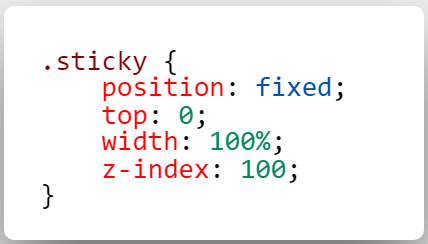 .sticky {
    position: fixed;
    top: 0;
    width: 100%;
    z-index: 100;
}